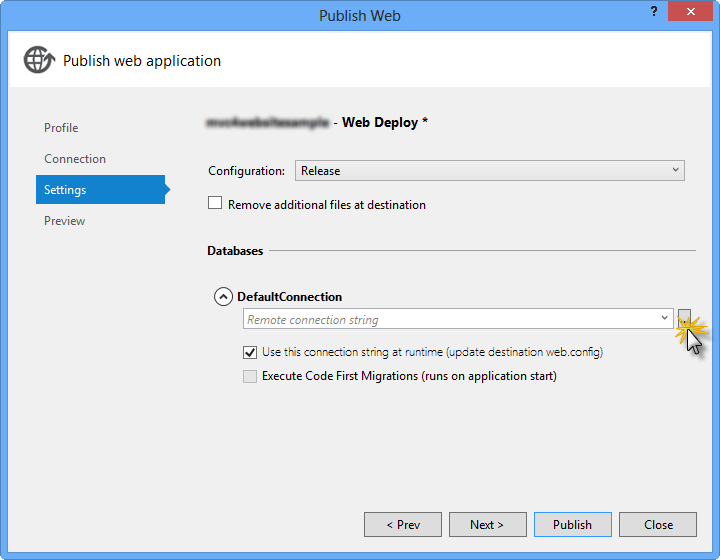 Publish Web
?
Publish web application
Profile
Connection
Settings
Preview
- Web Deploy *
Configuration: Release
Remove additional files at destination
Databases
DefaultConnection
Remote connection string
Use this connection string at runtime (update destination web.config)
Execute Code First Migrations (runs on application start)
< Prev
Next >
Publish
Close